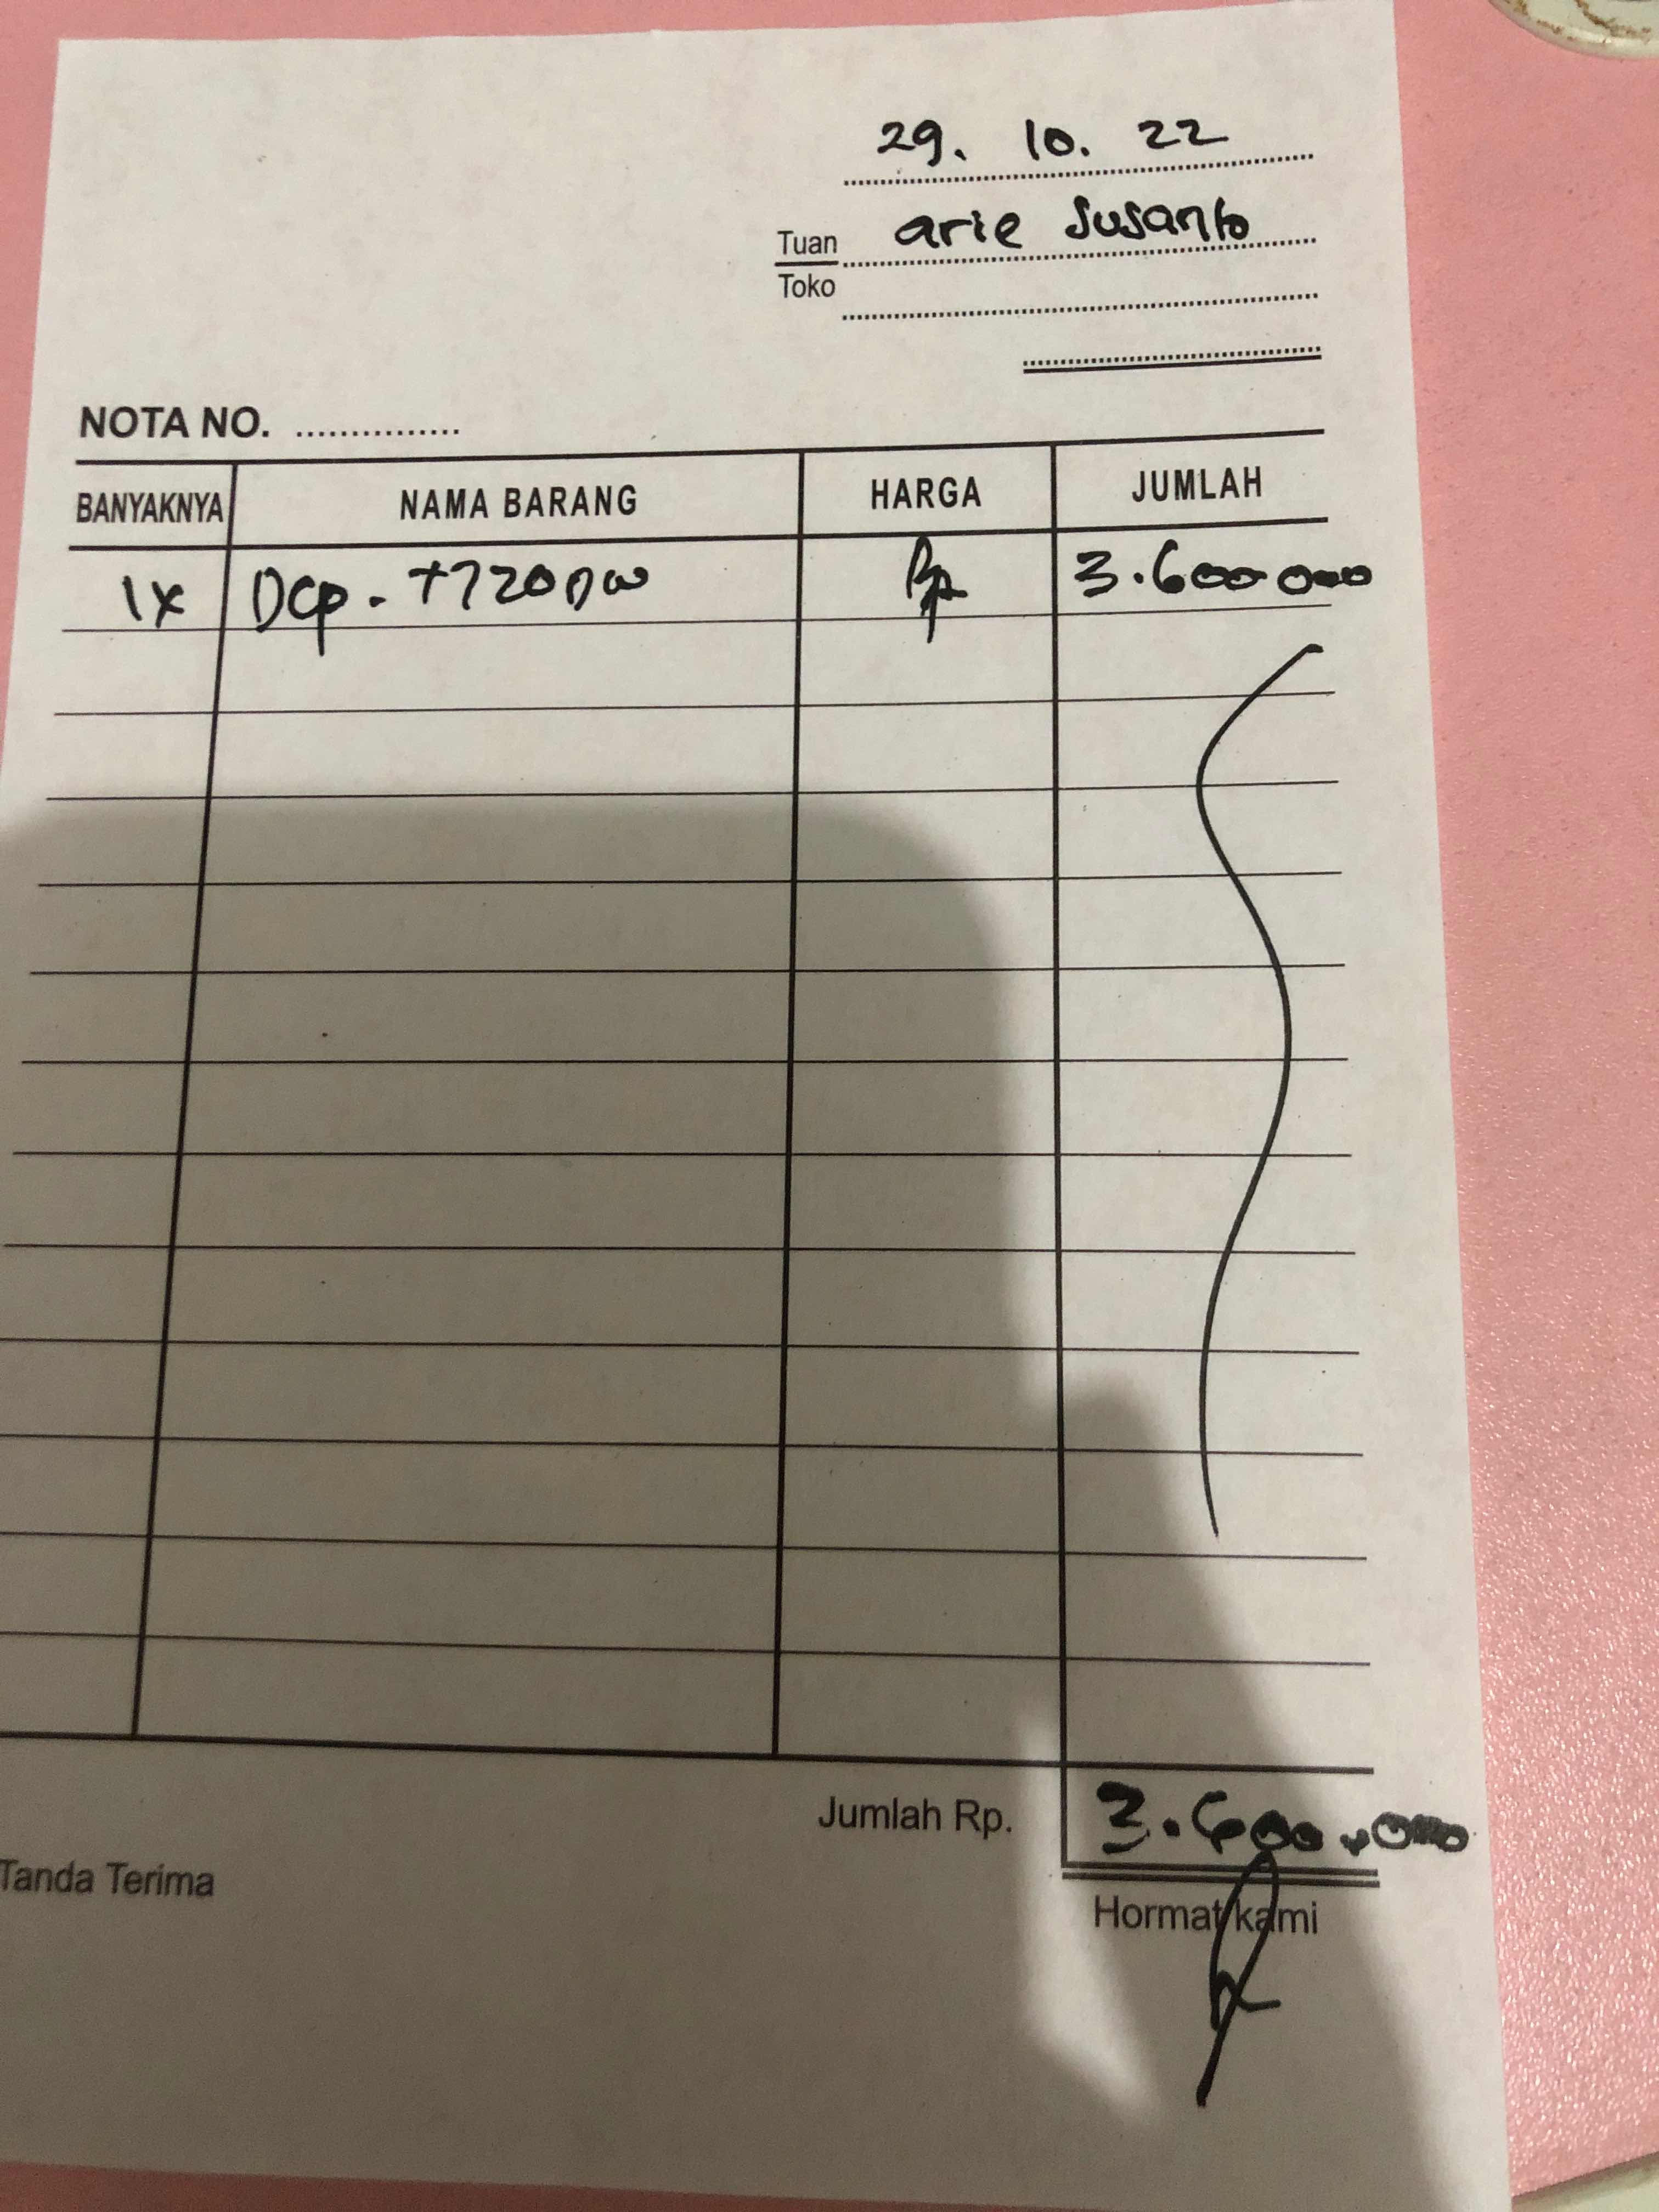 29. 10. 22
Tuan arie Susanto
Toko
NOTA NO. ...............
BANYAKNYA NAMA BARANG HARGA JUMLAH
1x Dcp. T720DW Rp 3.600 000
Jumlah Rp. 3.600.000
Tanda Terima
Hormat kami